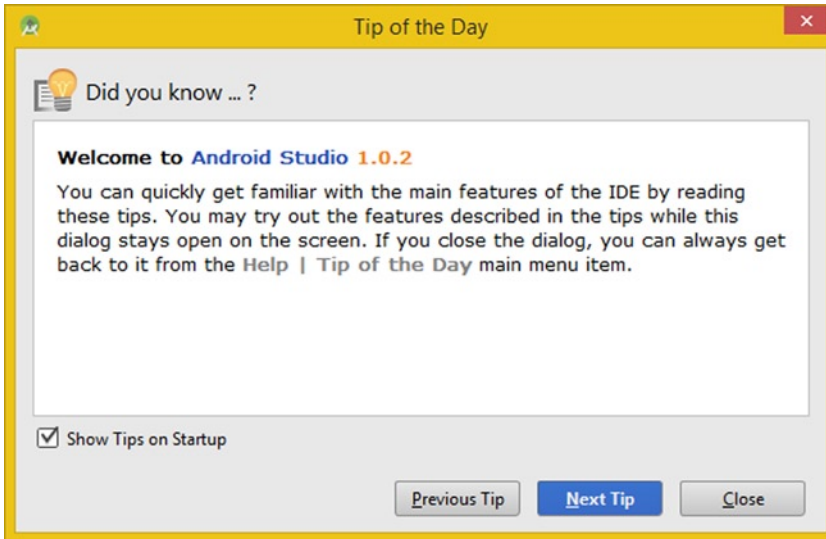 Tip of the Day
Did you know ... ?
Welcome to Android Studio 1.0.2
You can quickly get familiar with the main features of the IDE by reading
these tips. You may try out the features described in the tips while this
dialog stays open on the screen. If you close the dialog, you can always get
back to it from the Help | Tip of the Day main menu item.
Show Tips on Startup
Previous Tip Next Tip Close